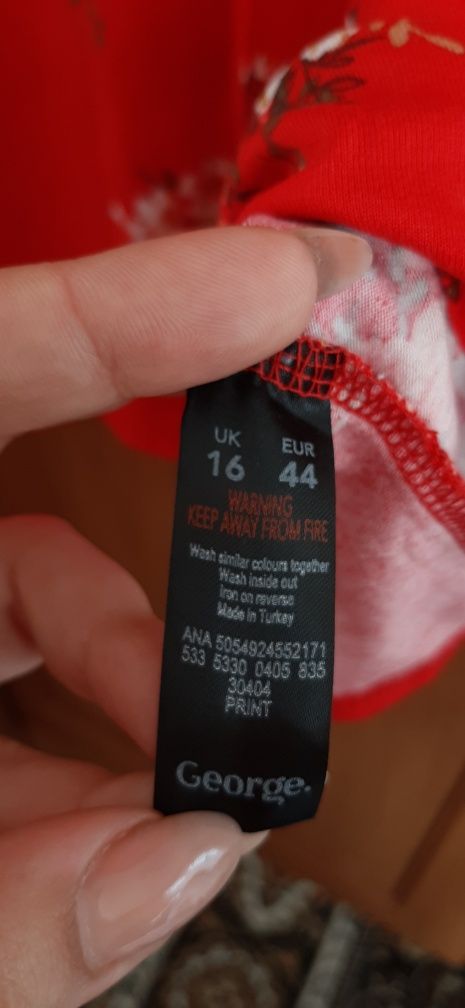 UK EUR
16 44
WARNING
KEEP AWAY FROM FIRE
Wash similar colours together
Wash inside out
Iron on reverse
Made in Turkey
ANA 5054924552171
533 5330 0405 835
30404
PRINT
George.